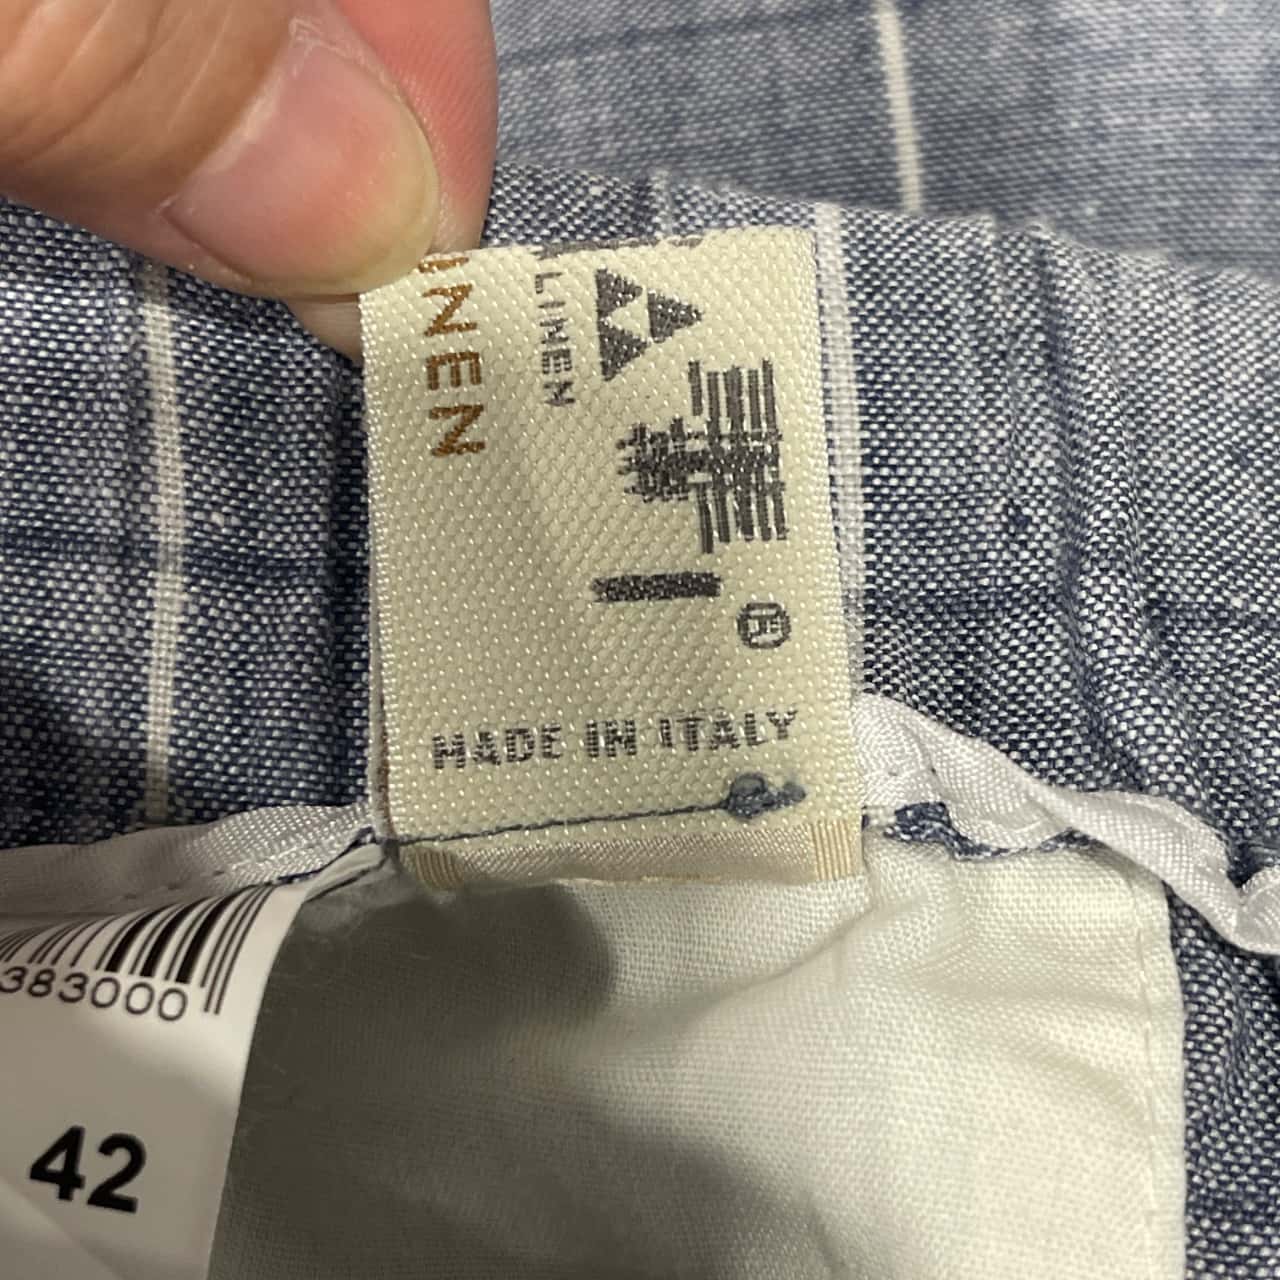 NEN
LINEN
®
MADE IN ITALY
383000
42